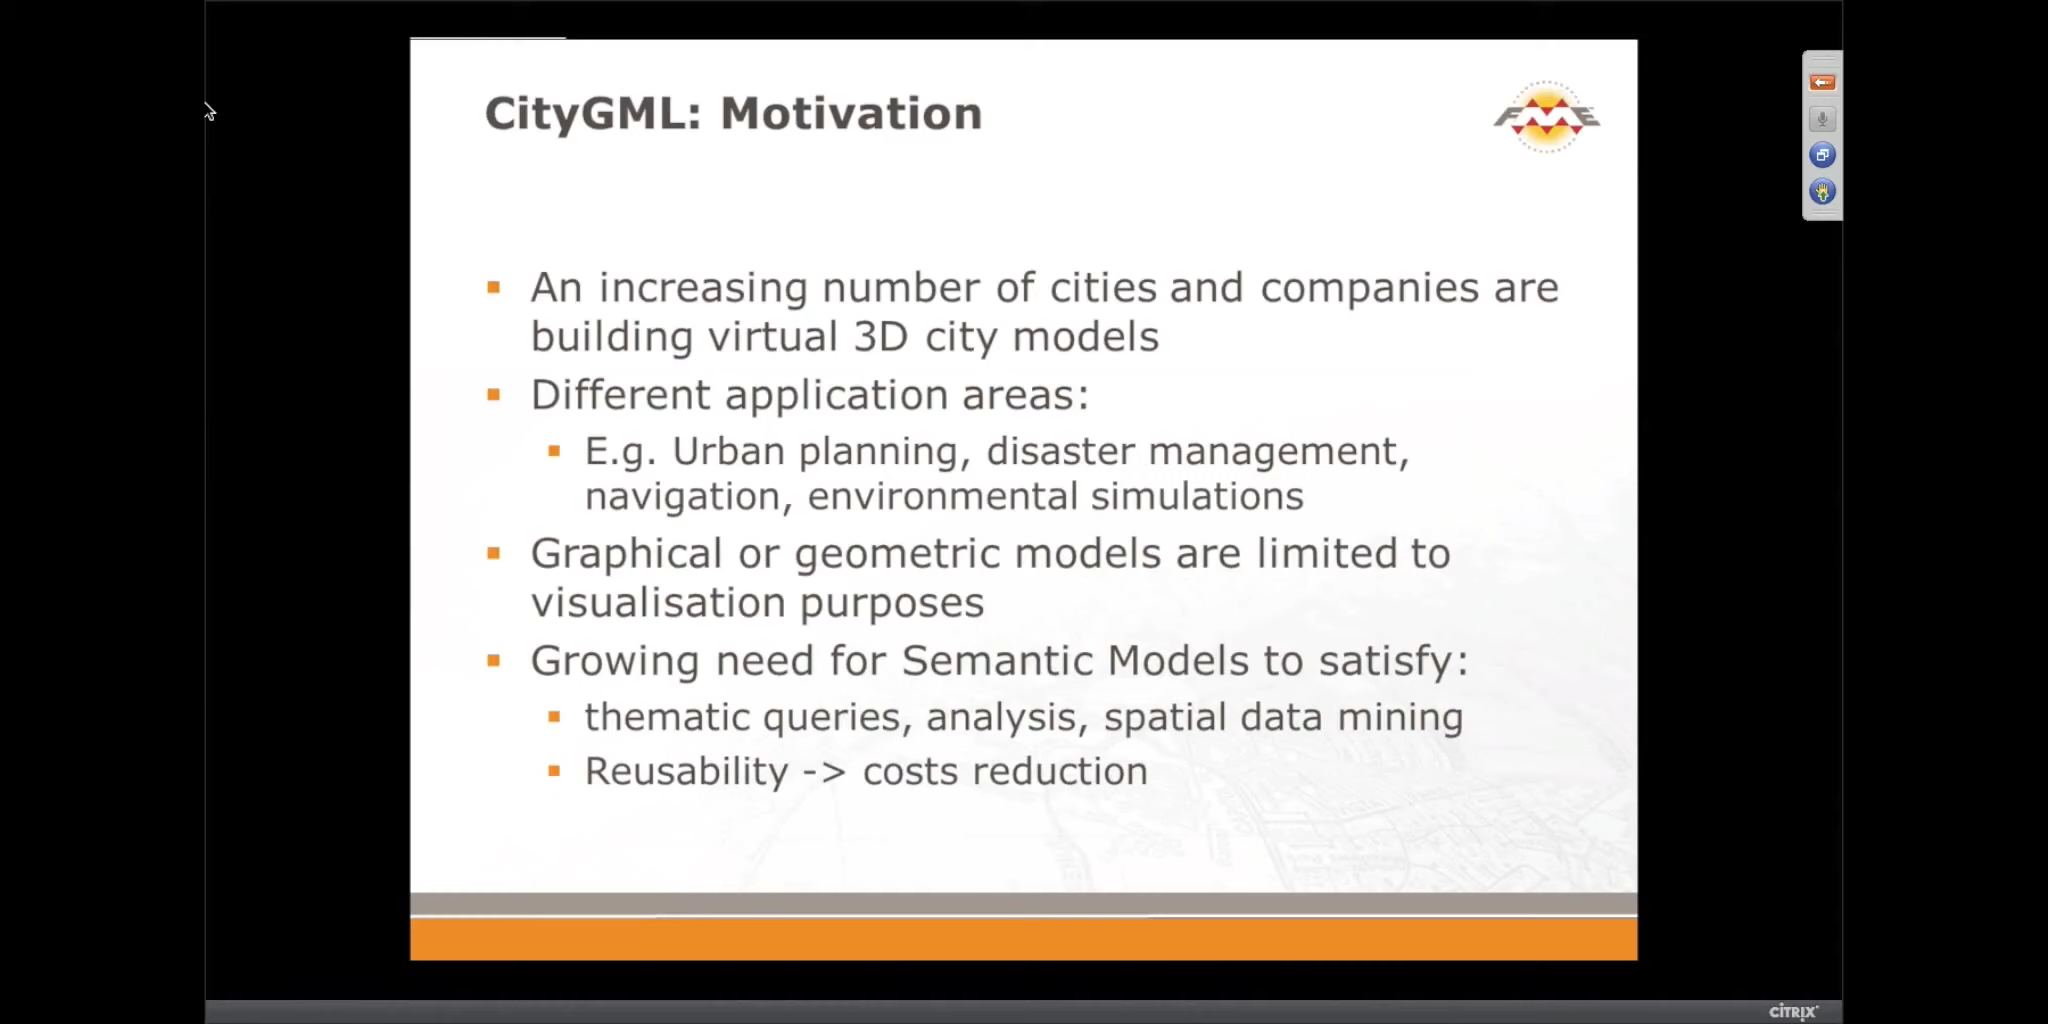 CityGML: Motivation
FME
An increasing number of cities and companies are
building virtual 3D city models
Different application areas:
E.g. Urban planning, disaster management,
navigation, environmental simulations
Graphical or geometric models are limited to
visualisation purposes
Growing need for Semantic Models to satisfy:
thematic queries, analysis, spatial data mining
Reusability -> costs reduction
CITRIX